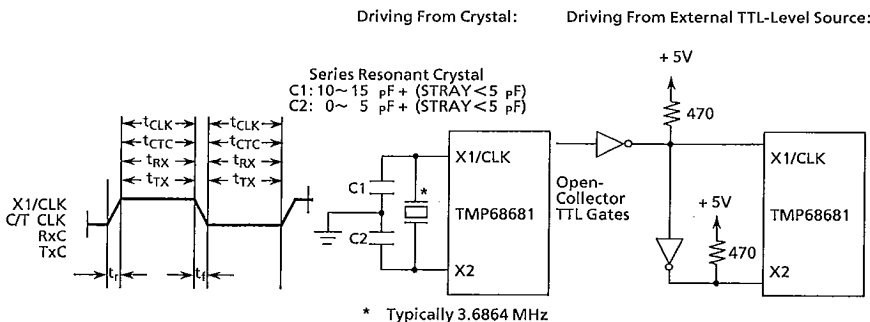 Driving From Crystal:
Driving From External TTL-Level Source:
Series Resonant Crystal
C1: 10~ 15 pF + (STRAY<5 pF)
C2: 0~ 5 pF + (STRAY<5 pF)
tCLK tCLK
tCTC tCTC
tRX tRX
tTX tTX
X1/CLK
C/T CLK
RxC
TxC
tr tf
C1
C2
*
X1/CLK
TMP68681
X2
* Typically 3.6864 MHz
+ 5V
470
Open-
Collector
TTL Gates
+ 5V
470
X1/CLK
TMP68681
X2